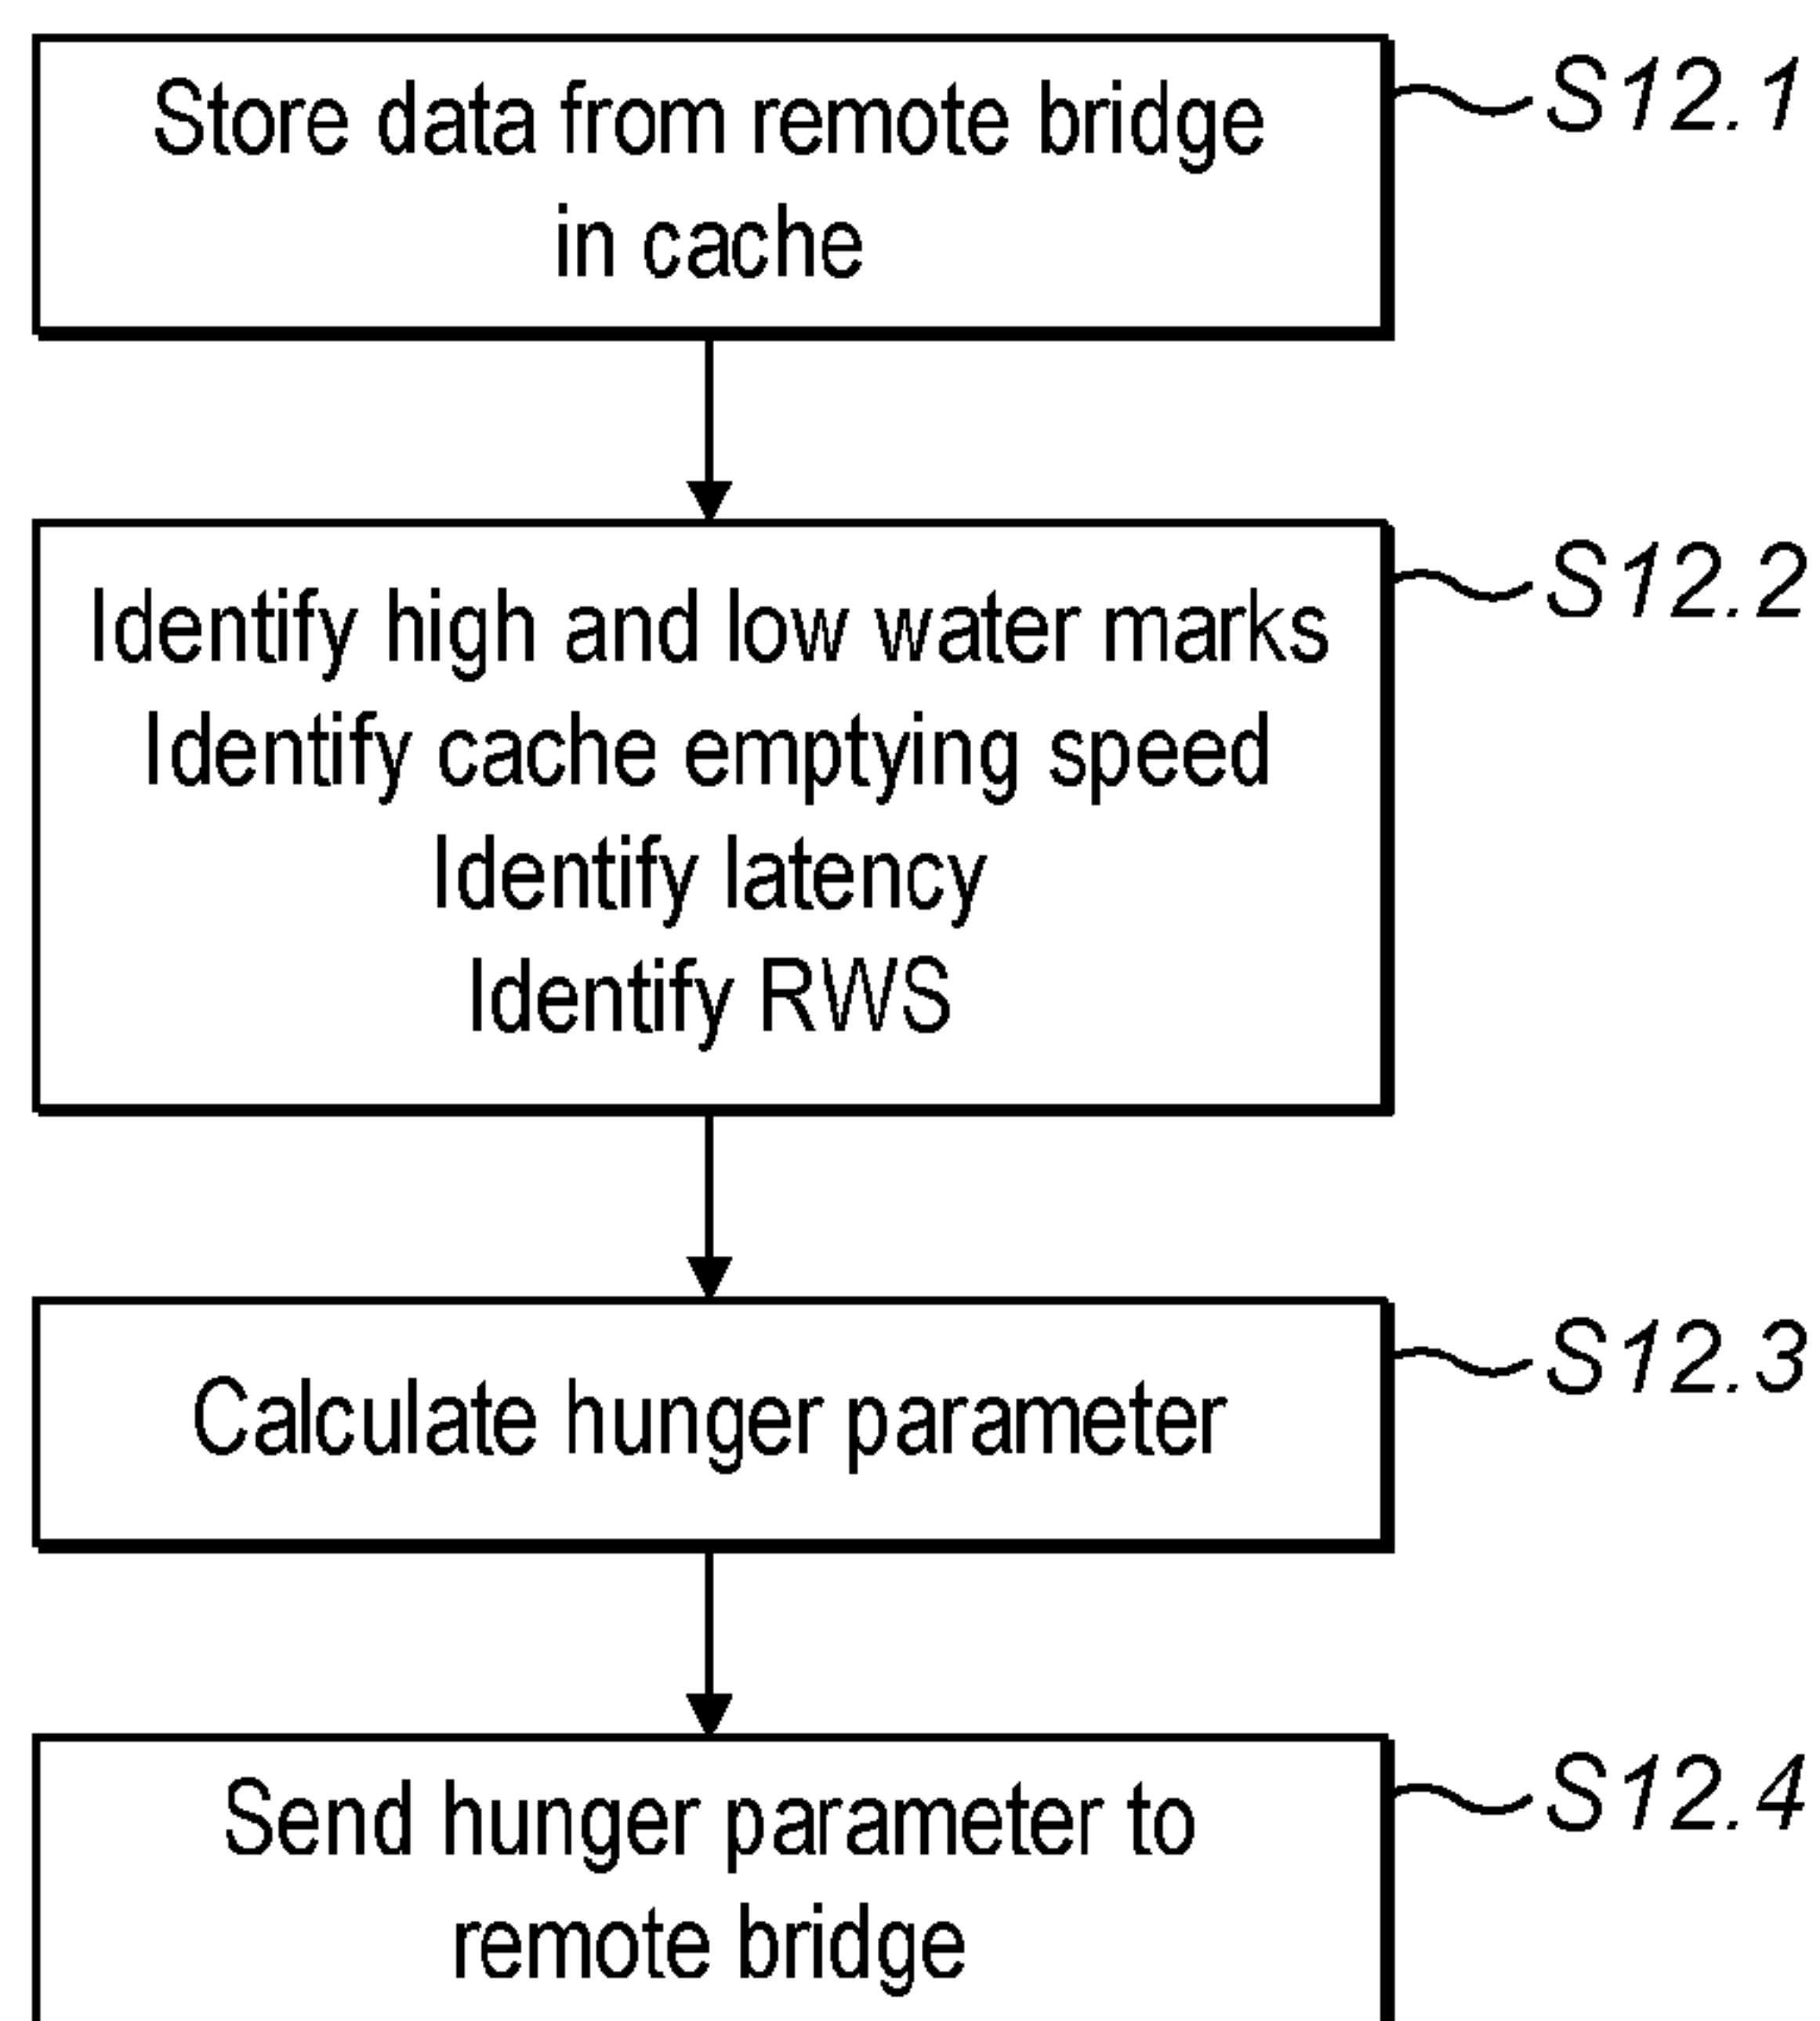 Store data from remote bridge
in cache
S12.1
Identify high and low water marks
Identify cache emptying speed
Identify latency
Identify RWS
S12.2
Calculate hunger parameter
S12.3
Send hunger parameter to
remote bridge
S12.4